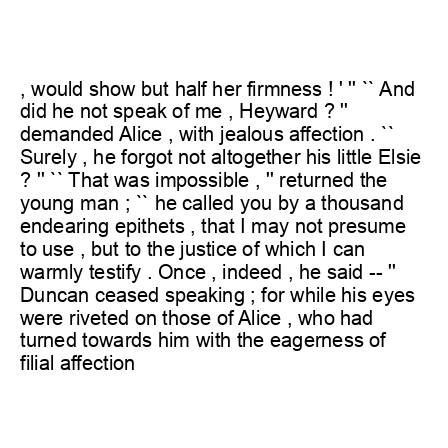 , would show but half her firmness ! ' '' `` And
did he not speak of me , Heyward ? ''
demanded Alice , with jealous affection . ``
Surely , he forgot not altogether his little Elsie
? '' `` That was impossible , '' returned the
young man ; `` he called you by a thousand
endearing epithets , that I may not presume
to use , but to the justice of which I can
warmly testify . Once , indeed , he said -- ''
Duncan ceased speaking ; for while his eyes
were riveted on those of Alice , who had
turned towards him with the eagerness of
filial affection